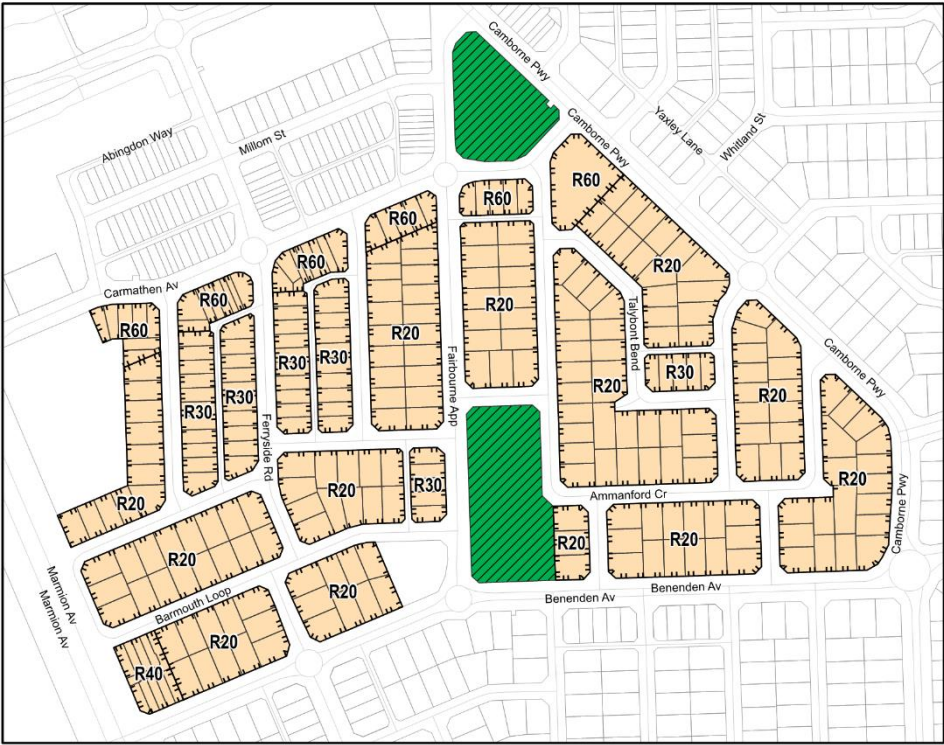 Camborne Pwy
Yaxley Lane
Whitland St
Camborne Pwy
Abingdon Way
Millom St
R60
R60
R60
R60
R20
Carmathen Av
R60
R60
R20
R20
Talybont Bend
R30
R30
Fairbourne App
R30
Camborne Pwy
R20
R20
R30
R30
Ferryside Rd
R20
R20
R30
R20
Ammanford Cr
Camborne Pwy
R20
R20
R20
Marmion Av
Marmion Av
Barmouth Loop
R20
Benenden Av
Benenden Av
R20
R40